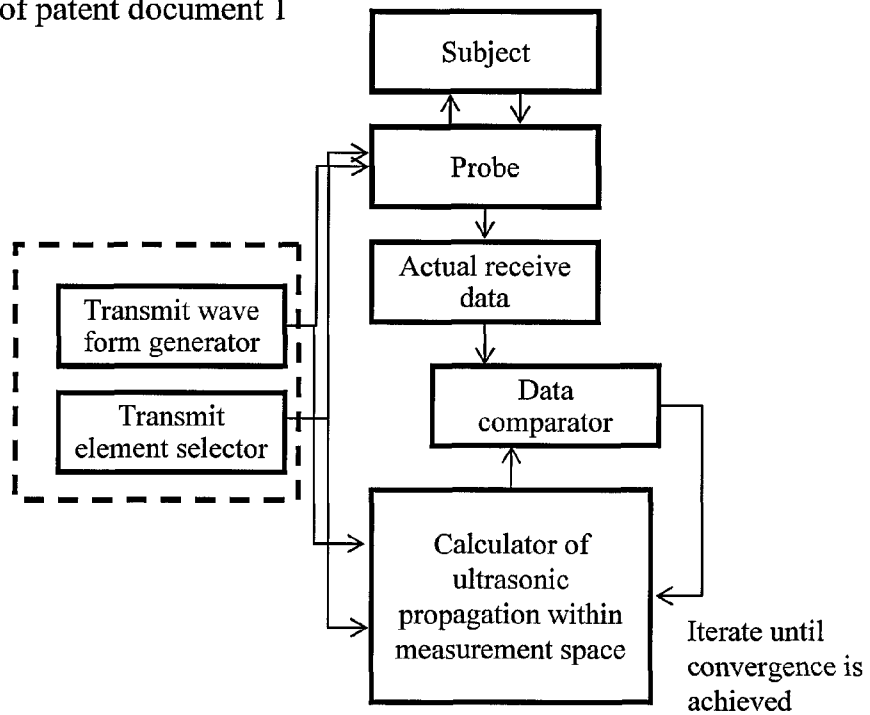 of patent document 1
Subject
Probe
Actual receive
data
Transmit wave
form generator
Transmit
element selector
Data
comparator
Calculator of
ultrasonic
propagation within
measurement space
Iterate until
convergence is
achieved